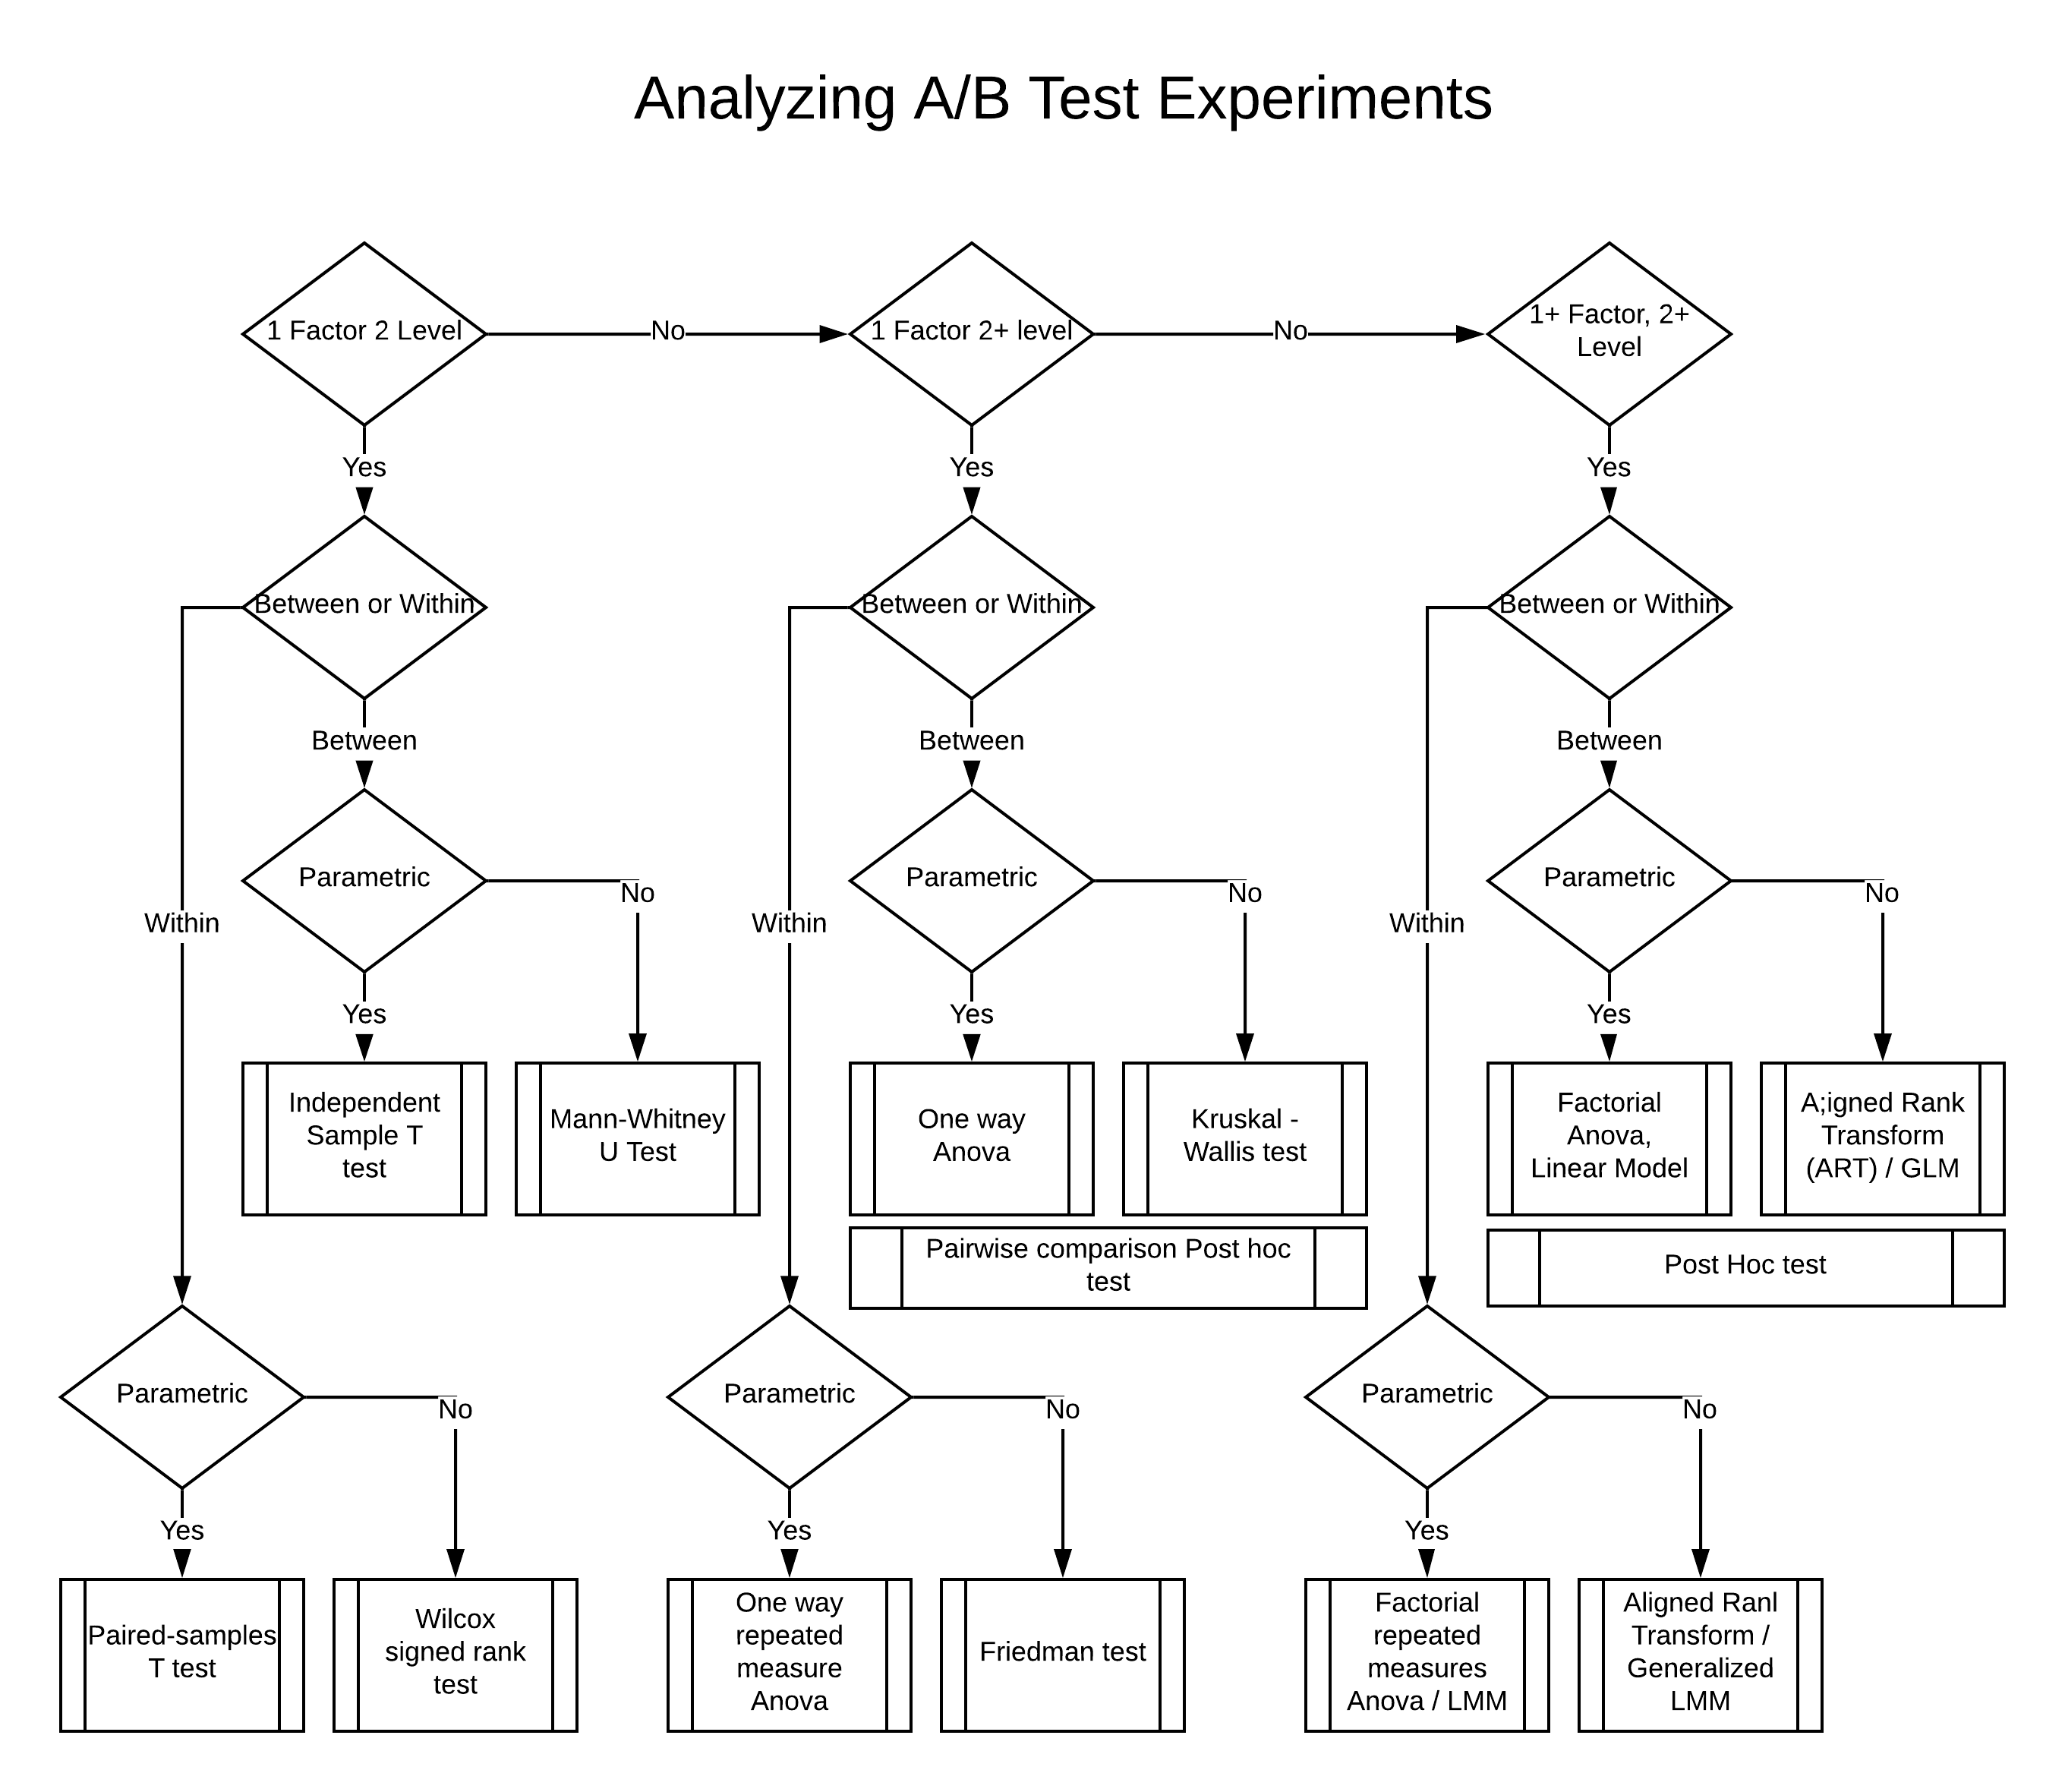 Analyzing A/B Test Experiments
1 Factor 2 Level
No
1 Factor 2+ level
No
1+ Factor, 2+
Level
Yes
Yes
Yes
Between or Within
Between or Within
Between or Within
Between
Between
Between
Parametric
No
Parametric
No
Parametric
No
Within
Within
Within
Yes
Yes
Yes
Independent
Sample T
test
Mann-Whitney
U Test
One way
Anova
Kruskal -
Wallis test
Factorial
Anova,
Linear Model
A;igned Rank
Transform
(ART) / GLM
Pairwise comparison Post hoc
test
Post Hoc test
Parametric
No
Parametric
No
Parametric
No
Yes
Yes
Yes
Paired-samples
T test
Wilcox
signed rank
test
One way
repeated
measure
Anova
Friedman test
Factorial
repeated
measures
Anova / LMM
Aligned Ranl
Transform /
Generalized
LMM